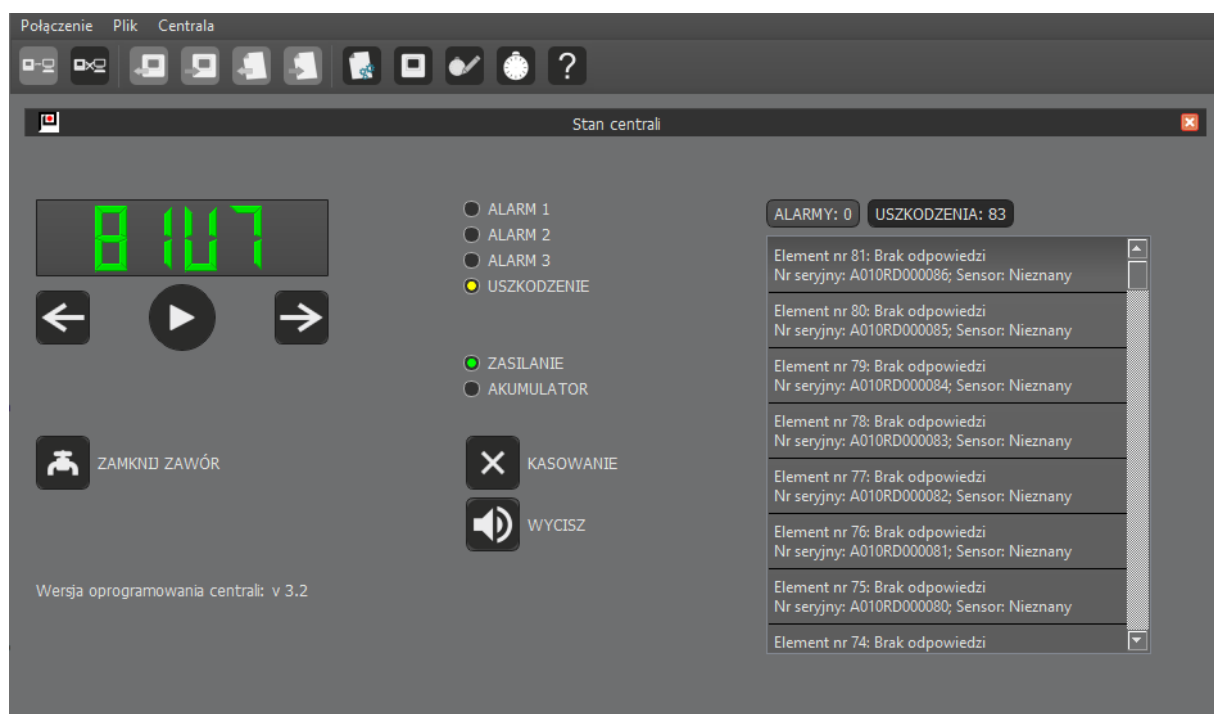 Połączenie Plik Centrala
?
Stan centrali
81U7
ALARM 1
ALARM 2
ALARM 3
USZKODZENIE
ZASILANIE
AKUMULATOR
ZAMKNIJ ZAWÓR
KASOWANIE
WYCISZ
Wersja oprogramowania centrali: v 3.2
ALARMY: 0 USZKODZENIA: 83
Element nr 81: Brak odpowiedzi
Nr seryjny: A010RD000086; Sensor: Nieznany
Element nr 80: Brak odpowiedzi
Nr seryjny: A010RD000085; Sensor: Nieznany
Element nr 79: Brak odpowiedzi
Nr seryjny: A010RD000084; Sensor: Nieznany
Element nr 78: Brak odpowiedzi
Nr seryjny: A010RD000083; Sensor: Nieznany
Element nr 77: Brak odpowiedzi
Nr seryjny: A010RD000082; Sensor: Nieznany
Element nr 76: Brak odpowiedzi
Nr seryjny: A010RD000081; Sensor: Nieznany
Element nr 75: Brak odpowiedzi
Nr seryjny: A010RD000080; Sensor: Nieznany
Element nr 74: Brak odpowiedzi